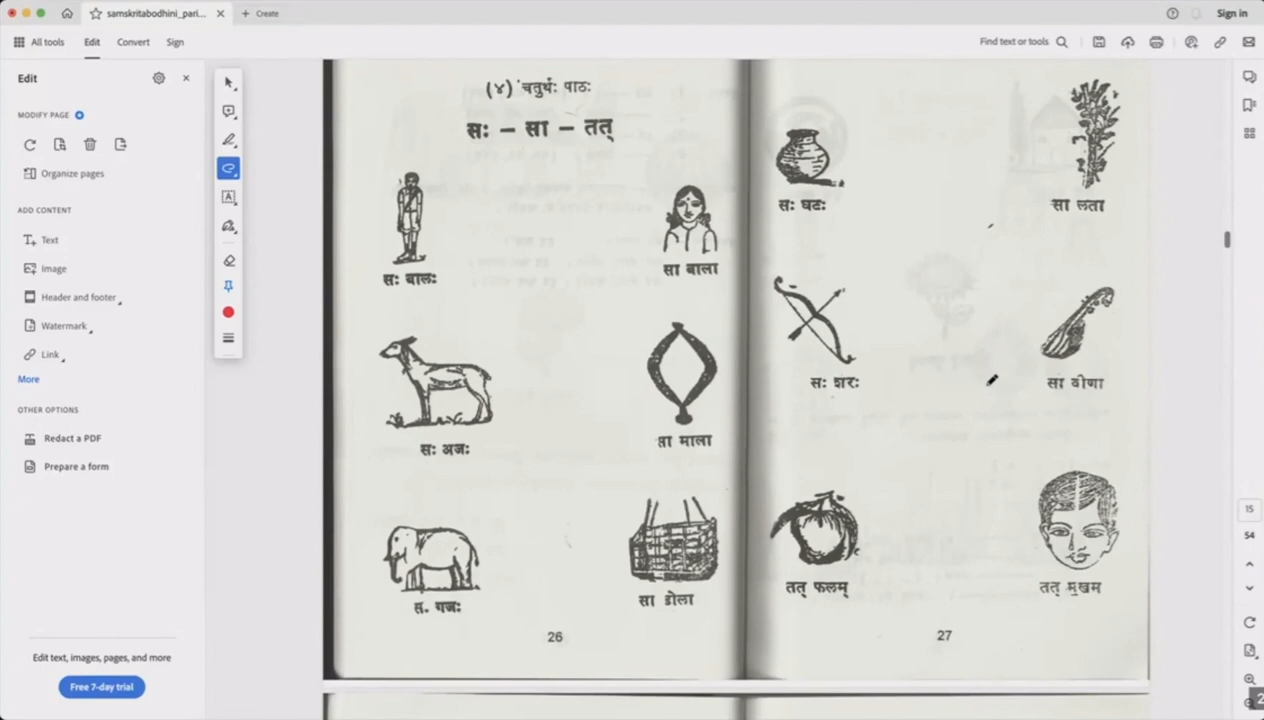 samskritabodhini_pari...
Create
Sign in
All tools
Edit
Convert
Sign
Find text or tools
Edit
MODIFY PAGE
Organize pages
ADD CONTENT
Text
Image
Header and footer
Watermark
Link
More
OTHER OPTIONS
Redact a PDF
Prepare a form
Edit text, images, pages, and more
Free 7-day trial
(४) चतुर्थः पाठः
सः – सा – तत्
सः बालः
सा बाला
सः अजः
सा माला
स. गजः
सा डोला
26
सः घटः
सा लता
सः शरः
सा वीणा
तत् फलम्
तत् मुखम
27
15
54
2